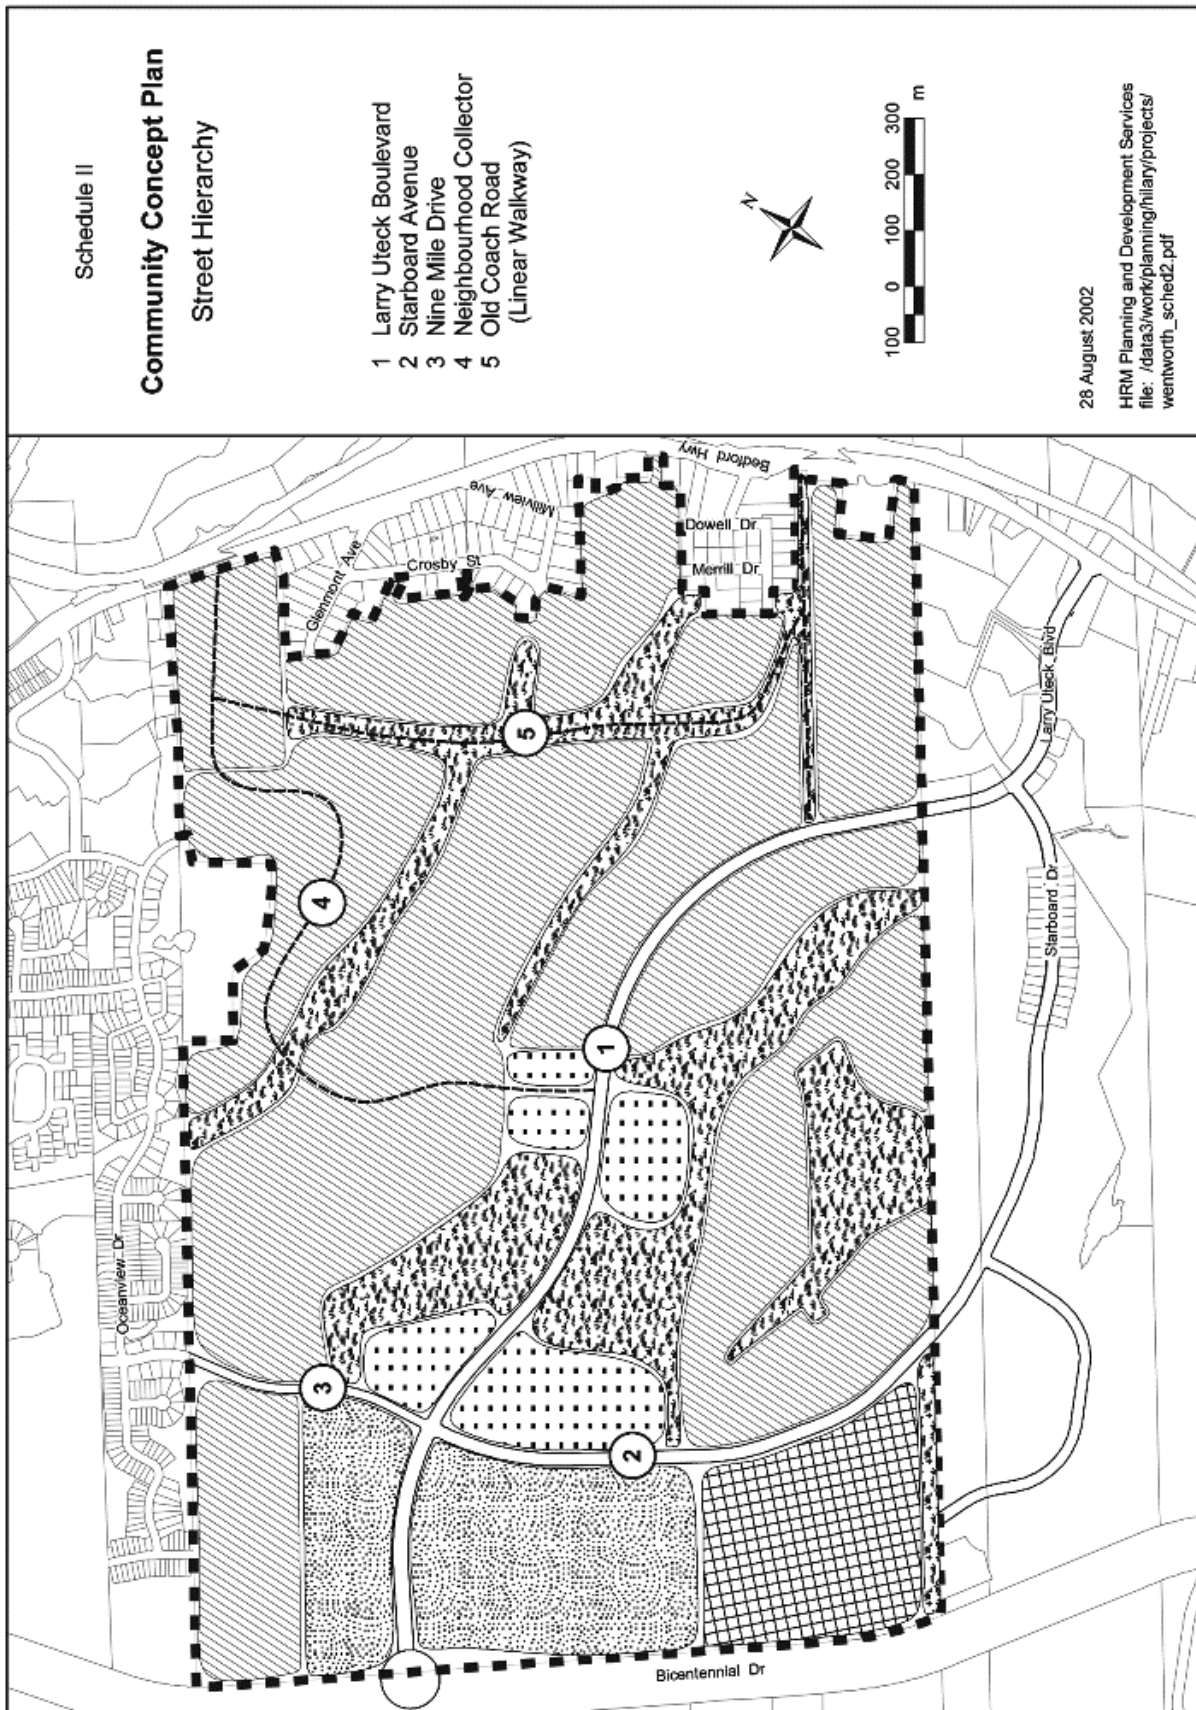 Schedule II
Community Concept Plan
Street Hierarchy
1 Larry Uteck Boulevard
2 Starboard Avenue
3 Nine Mile Drive
4 Neighbourhood Collector
5 Old Coach Road
(Linear Walkway)
N
100 0 100 200 300 m
28 August 2002
HRM Planning and Development Services
file: /data3/work/planning/hilary/projects/
wentworth_sched2.pdf
Bedford Hwy
Millview Ave
Glenmont Ave
Crosby St
Dowell Dr
Merrill Dr
Larry Uteck Blvd
Starboard Dr
Oceanview Dr
Bicentennial Dr
1
2
3
4
5